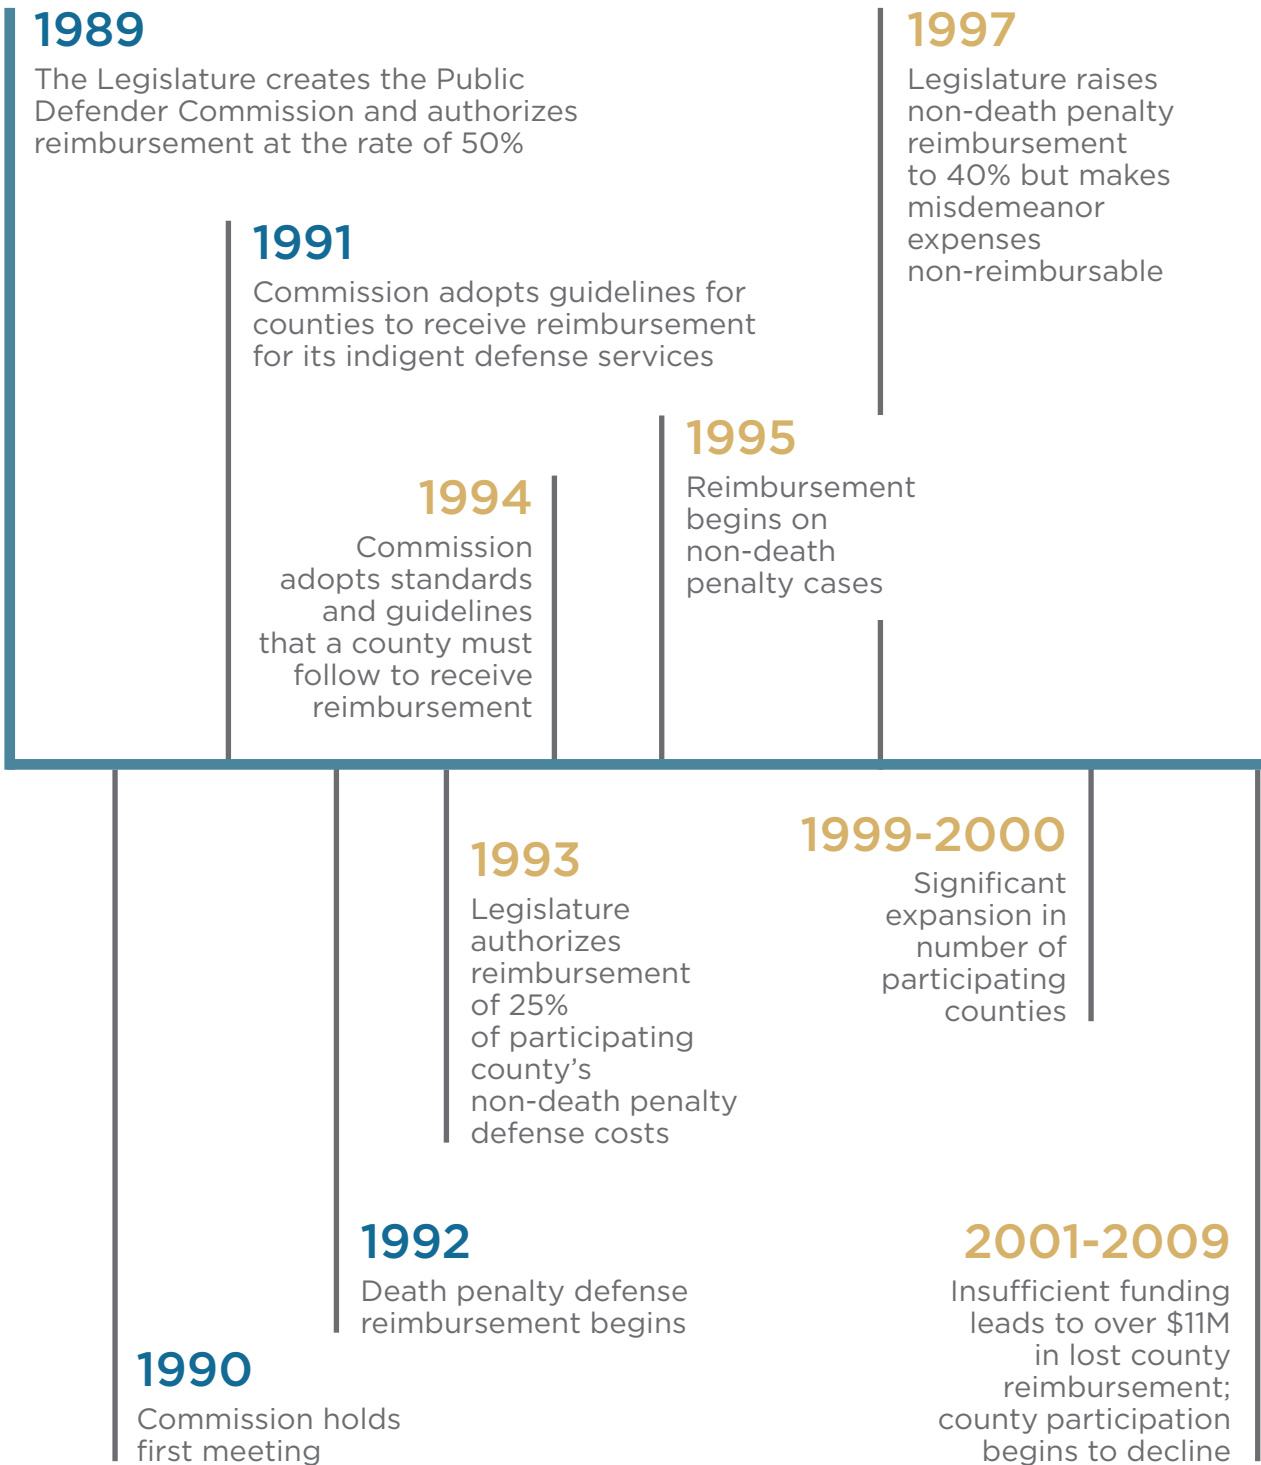 1989
The Legislature creates the Public
Defender Commission and authorizes
reimbursement at the rate of 50%
1997
Legislature raises
non-death penalty
reimbursement
to 40% but makes
misdemeanor
expenses
non-reimbursable
1991
Commission adopts guidelines for
counties to receive reimbursement
for its indigent defense services
1995
Reimbursement
begins on
non-death
penalty cases
1994
Commission
adopts standards
and guidelines
that a county must
follow to receive
reimbursement
1993
Legislature
authorizes
reimbursement
of 25%
of participating
county’s
non-death penalty
defense costs
1999-2000
Significant
expansion in
number of
participating
counties
1992
Death penalty defense
reimbursement begins
2001-2009
Insufficient funding
leads to over $11M
in lost county
reimbursement;
county participation
begins to decline
1990
Commission holds
first meeting